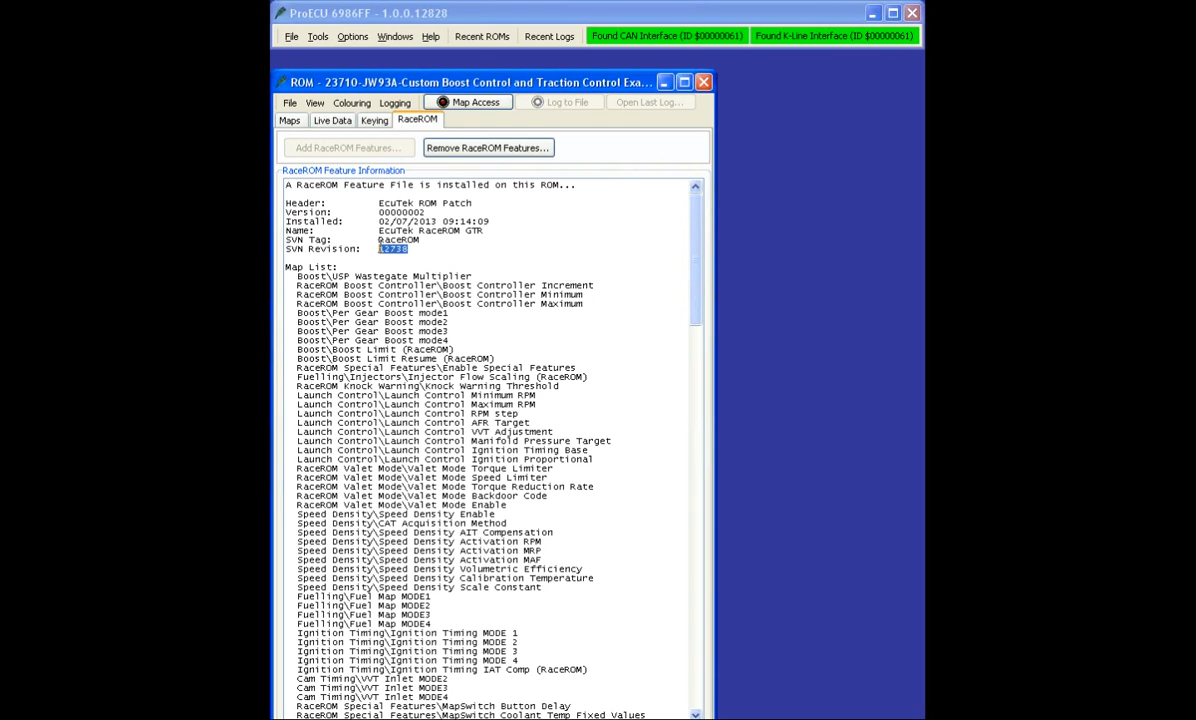 ProECU 6986FF - 1.0.0.12828
File Tools Options Windows Help Recent ROMs Recent Logs Found CAN Interface (ID $00000061) Found K-Line Interface (ID $00000061)
ROM - 23710-JW93A-Custom Boost Control and Traction Control Exa...
File View Colouring Logging Map Access Log to File Open Last Log...
Maps Live Data Keying RaceROM
Add RaceROM Features... Remove RaceROM Features...
RaceROM Feature Information
A RaceROM Feature File is installed on this ROM...
Header: EcuTek ROM Patch
Version: 00000002
Installed: 02/07/2013 09:14:09
Name: EcuTek RaceROM GTR
SVN Tag: RaceROM
SVN Revision: 12738
Map List:
Boost\USP Wastegate Multiplier
RaceROM Boost Controller\Boost Controller Increment
RaceROM Boost Controller\Boost Controller Minimum
RaceROM Boost Controller\Boost Controller Maximum
Boost\Per Gear Boost mode1
Boost\Per Gear Boost mode2
Boost\Per Gear Boost mode3
Boost\Per Gear Boost mode4
Boost\Boost Limit (RaceROM)
Boost\Boost Limit Resume (RaceROM)
RaceROM Special Features\Enable Special Features
Fuelling\Injectors\Injector Flow Scaling (RaceROM)
RaceROM Knock Warning\Knock Warning Threshold
Launch Control\Launch Control Minimum RPM
Launch Control\Launch Control Maximum RPM
Launch Control\Launch Control RPM step
Launch Control\Launch Control AFR Target
Launch Control\Launch Control VVT Adjustment
Launch Control\Launch Control Manifold Pressure Target
Launch Control\Launch Control Ignition Timing Base
Launch Control\Launch Control Ignition Proportional
RaceROM Valet Mode\Valet Mode Torque Limiter
RaceROM Valet Mode\Valet Mode Speed Limiter
RaceROM Valet Mode\Valet Mode Torque Reduction Rate
RaceROM Valet Mode\Valet Mode Backdoor Code
RaceROM Valet Mode\Valet Mode Enable
Speed Density\Speed Density Enable
Speed Density\CAT Acquisition Method
Speed Density\Speed Density AIT Compensation
Speed Density\Speed Density Activation RPM
Speed Density\Speed Density Activation MRP
Speed Density\Speed Density Activation MAF
Speed Density\Speed Density Volumetric Efficiency
Speed Density\Speed Density Calibration Temperature
Speed Density\Speed Density Scale Constant
Fuelling\Fuel Map MODE1
Fuelling\Fuel Map MODE2
Fuelling\Fuel Map MODE3
Fuelling\Fuel Map MODE4
Ignition Timing\Ignition Timing MODE 1
Ignition Timing\Ignition Timing MODE 2
Ignition Timing\Ignition Timing MODE 3
Ignition Timing\Ignition Timing MODE 4
Ignition Timing\Ignition Timing IAT Comp (RaceROM)
Cam Timing\VVT Inlet MODE2
Cam Timing\VVT Inlet MODE3
Cam Timing\VVT Inlet MODE4
RaceROM Special Features\MapSwitch Button Delay
RaceROM Special Features\MapSwitch Coolant Temp Fixed Values